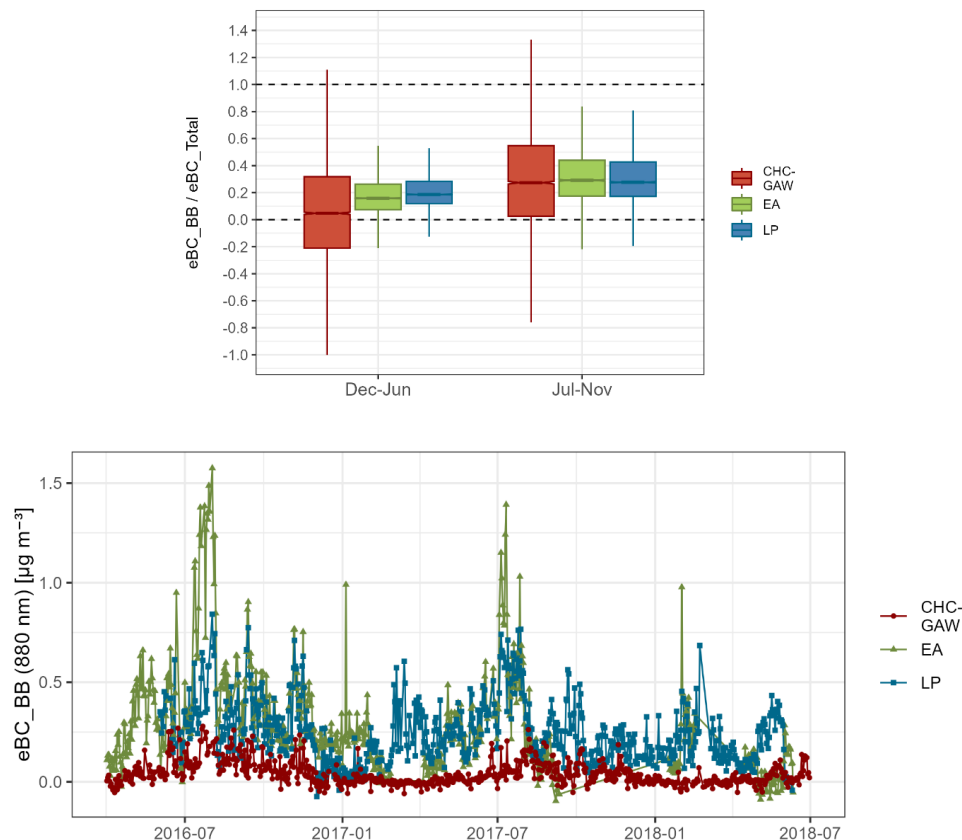 eBC_BB / eBC_Total
1.4
1.2
1.0
0.8
0.6
0.4
0.2
0.0
-0.2
-0.4
-0.6
-0.8
-1.0
Dec-Jun
Jul-Nov
CHC-
GAW
EA
LP
eBC_BB (880 nm) [µg m⁻³]
1.5
1.0
0.5
0.0
2016-07
2017-01
2017-07
2018-01
2018-07
CHC-
GAW
EA
LP